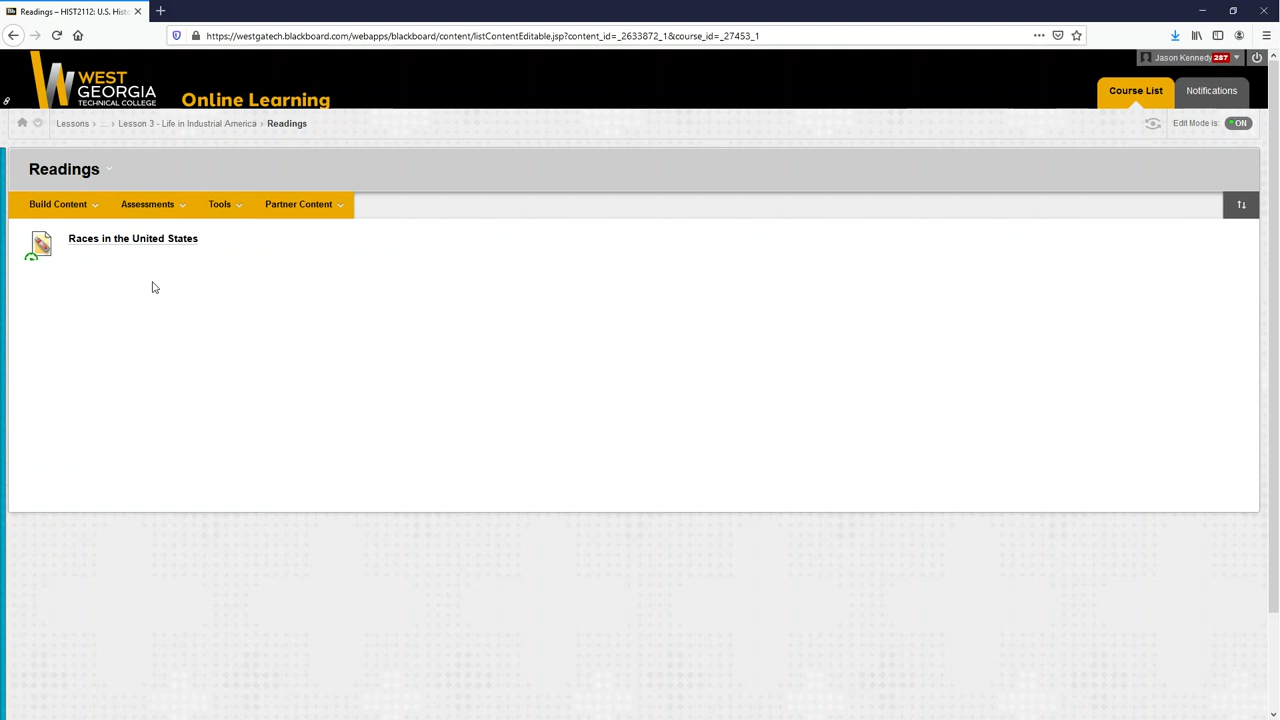 Readings – HIST2112: U.S. Hist
https://westgatech.blackboard.com/webapps/blackboard/content/listContentEditable.jsp?content_id=_2633872_1&course_id=_27453_1
Jason Kennedy 287
WEST GEORGIA TECHNICAL COLLEGE
Online Learning
Course List Notifications
Lessons › ... › Lesson 3 - Life in Industrial America › Readings
Edit Mode is: ON
Readings
Build Content Assessments Tools Partner Content
Races in the United States